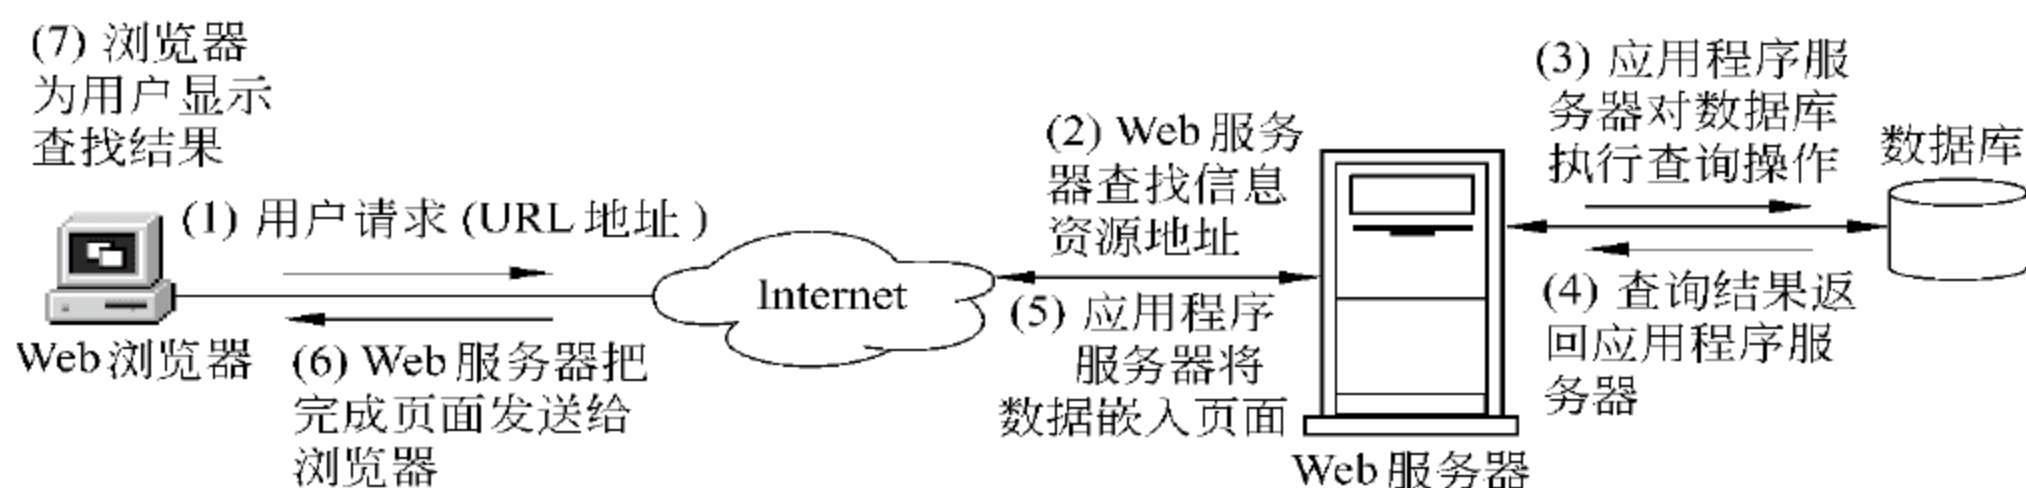 (7) 浏览器
为用户显示
查找结果
(1) 用户请求 (URL 地址 )
Web 浏览器
(6) Web 服务器把
完成页面发送给
浏览器
Internet
(2) Web 服务
器查找信息
资源地址
(5) 应用程序
服务器将
数据嵌入页面
Web 服务器
(3) 应用程序服
务器对数据库
执行查询操作
(4) 查询结果返
回应用程序服
务器
数据库